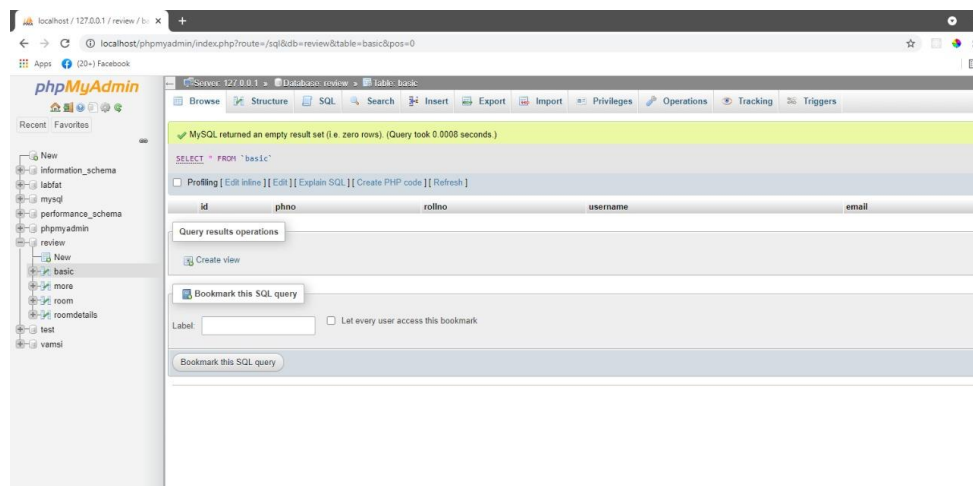 localhost / 127.0.0.1 / review / ba
localhost/phpmyadmin/index.php?route=/sql&db=review&table=basic&pos=0
Apps (20+) Facebook
phpMyAdmin
Recent Favorites
New
information_schema
labfat
mysql
performance_schema
phpmyadmin
review
New
basic
more
room
roomdetails
test
vamsi
Server: 127.0.0.1 » Database: review » Table: basic
Browse Structure SQL Search Insert Export Import Privileges Operations Tracking Triggers
MySQL returned an empty result set (i.e. zero rows). (Query took 0.0008 seconds.)
SELECT * FROM `basic`
Profiling [ Edit inline ] [ Edit ] [ Explain SQL ] [ Create PHP code ] [ Refresh ]
id phno rollno username email
Query results operations
Create view
Bookmark this SQL query
Label: Let every user access this bookmark
Bookmark this SQL query